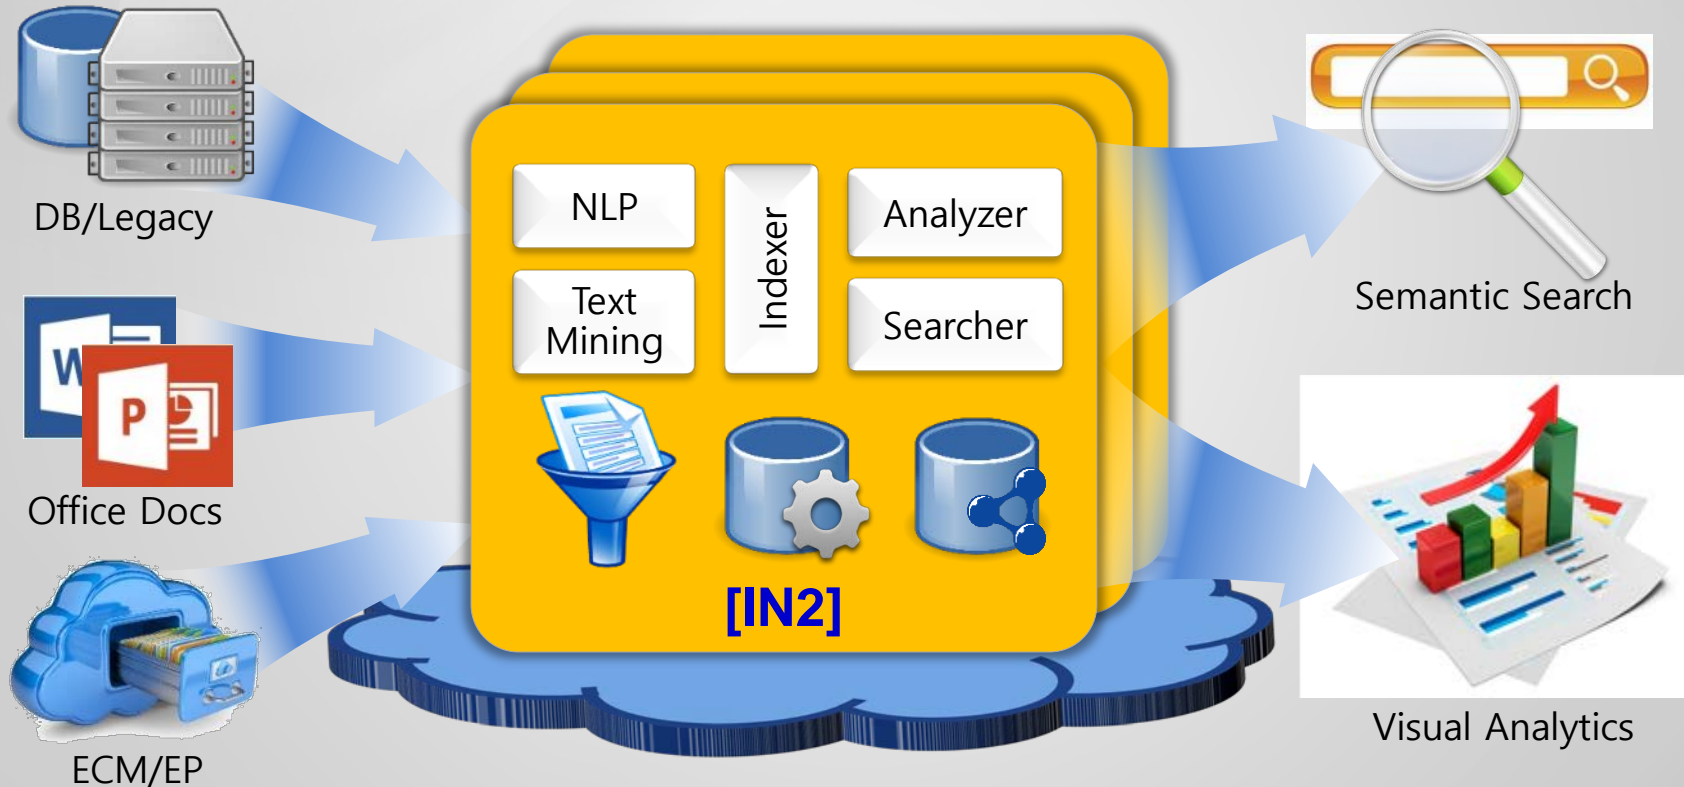 DB/Legacy
Office Docs
ECM/EP
NLP
Text
Mining
Indexer
Analyzer
Searcher
[IN2]
Semantic Search
Visual Analytics
W
P